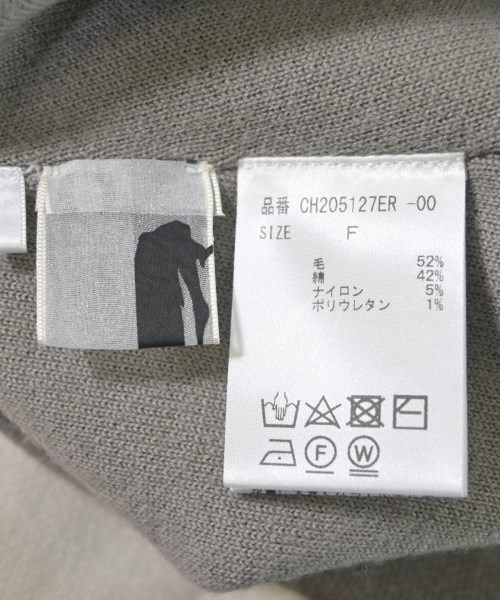 品番 CH205127ER -00
SIZE F
毛 52%
綿 42%
ナイロン 5%
ポリウレタン 1%
F W